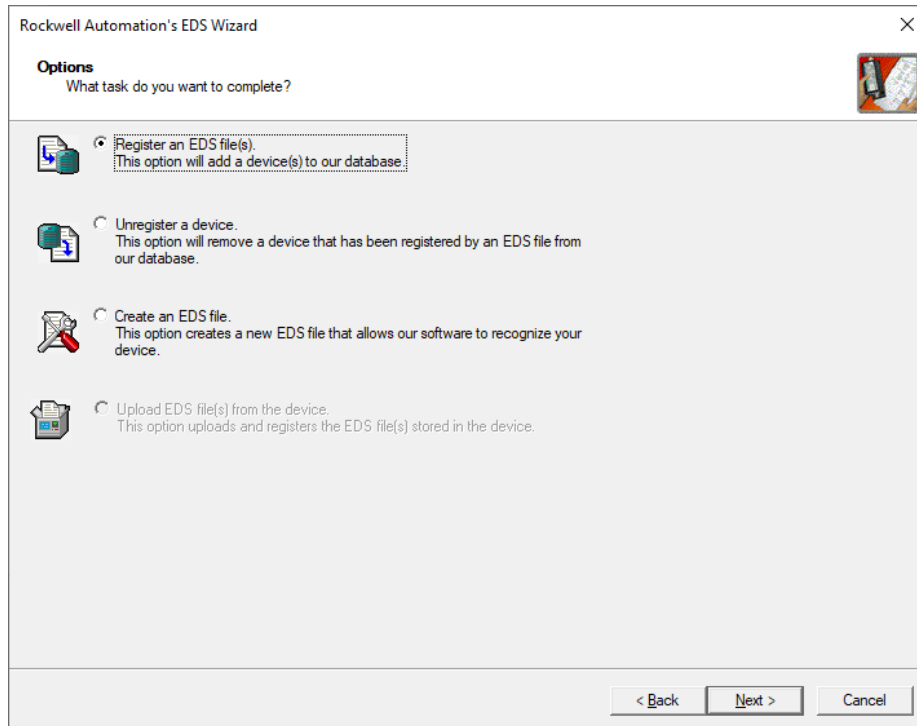 Rockwell Automation's EDS Wizard
Options
What task do you want to complete?
Register an EDS file(s).
This option will add a device(s) to our database.
Unregister a device.
This option will remove a device that has been registered by an EDS file from
our database.
Create an EDS file.
This option creates a new EDS file that allows our software to recognize your
device.
Upload EDS file(s) from the device.
This option uploads and registers the EDS file(s) stored in the device.
< Back
Next >
Cancel